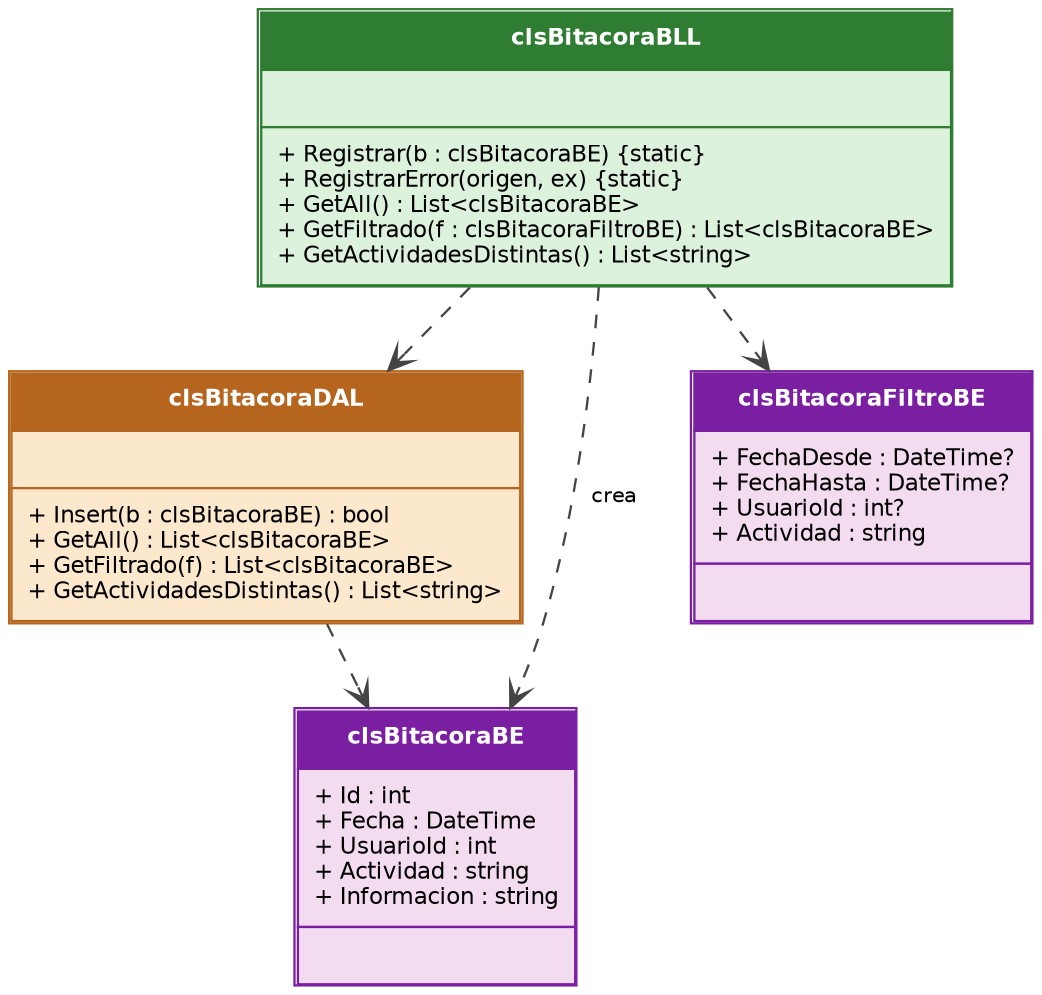 clsBitacoraBLL
+ Registrar(b : clsBitacoraBE) {static}
+ RegistrarError(origen, ex) {static}
+ GetAll() : List<clsBitacoraBE>
+ GetFiltrado(f : clsBitacoraFiltroBE) : List<clsBitacoraBE>
+ GetActividadesDistintas() : List<string>
clsBitacoraDAL
+ Insert(b : clsBitacoraBE) : bool
+ GetAll() : List<clsBitacoraBE>
+ GetFiltrado(f) : List<clsBitacoraBE>
+ GetActividadesDistintas() : List<string>
crea
clsBitacoraFiltroBE
+ FechaDesde : DateTime?
+ FechaHasta : DateTime?
+ UsuarioId : int?
+ Actividad : string
clsBitacoraBE
+ Id : int
+ Fecha : DateTime
+ UsuarioId : int
+ Actividad : string
+ Informacion : string